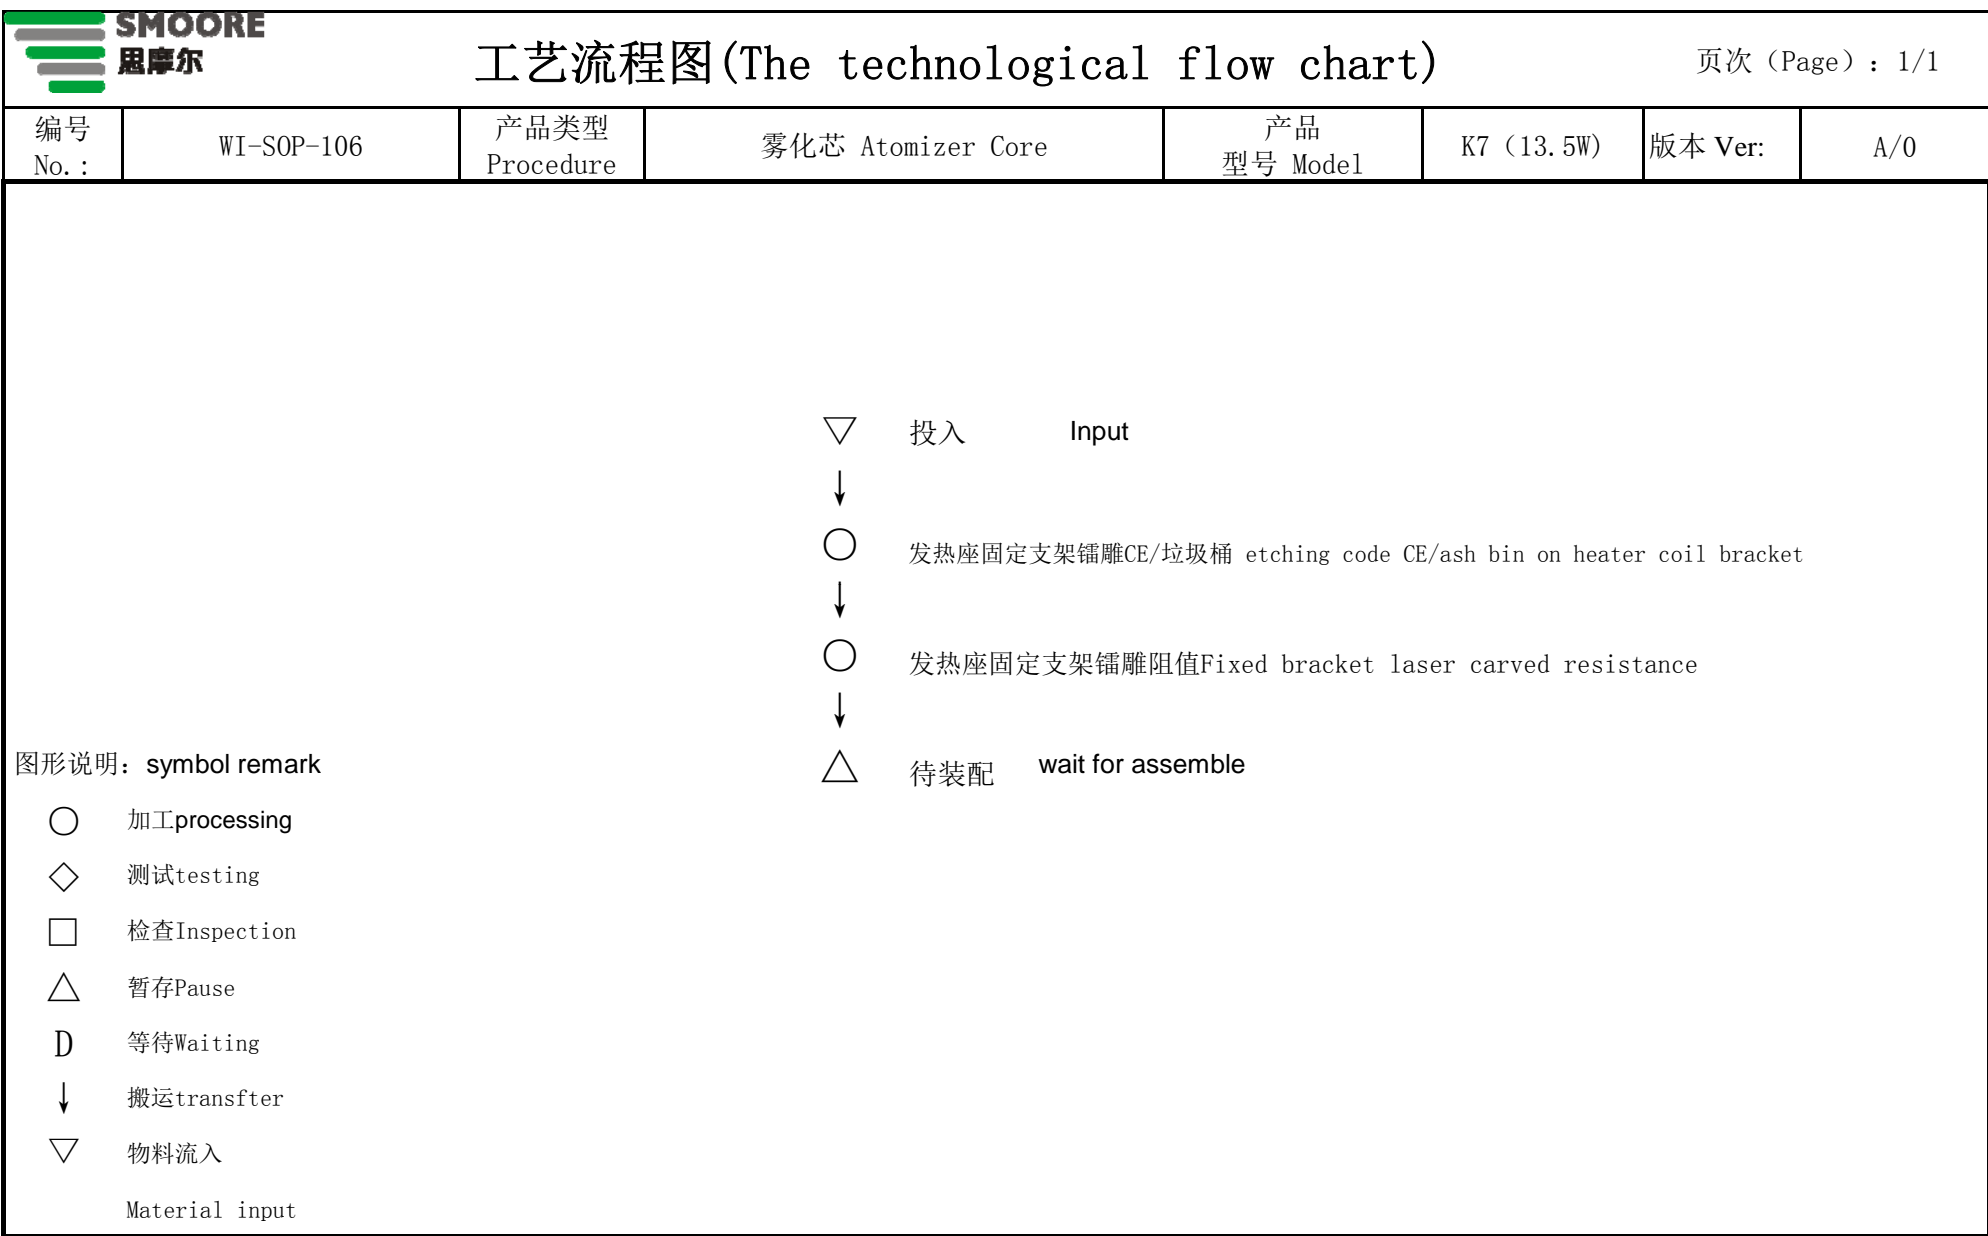 SMOORE
思摩尔
工艺流程图(The technological flow chart)
页次（Page）：1/1
编号
No.:
WI-SOP-106
产品类型
Procedure
雾化芯 Atomizer Core
产品
型号 Model
K7（13.5W）
版本 Ver:
A/0
▽ 投入 Input
↓
○ 发热座固定支架镭雕CE/垃圾桶 etching code CE/ash bin on heater coil bracket
↓
○ 发热座固定支架镭雕阻值Fixed bracket laser carved resistance
↓
△ 待装配 wait for assemble
图形说明：symbol remark
○ 加工processing
◇ 测试testing
□ 检查Inspection
△ 暂存Pause
D 等待Waiting
↓ 搬运transfter
▽ 物料流入
Material input